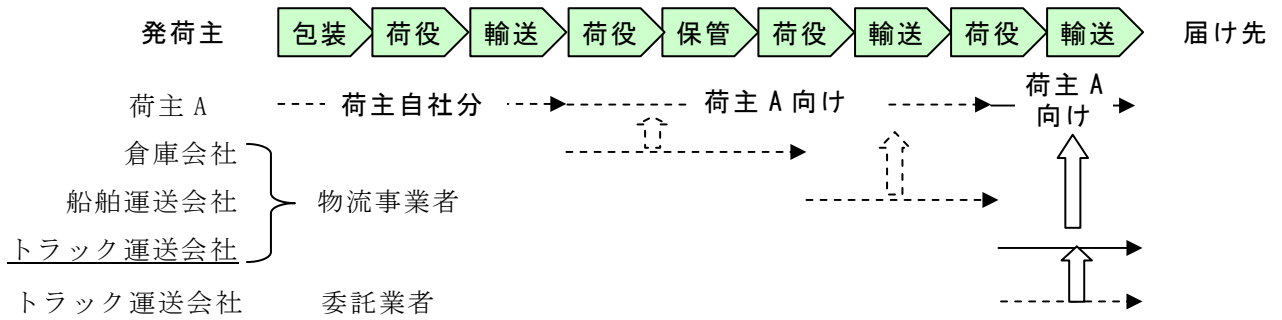 発荷主 包装 荷役 輸送 荷役 保管 荷役 輸送 荷役 輸送 届け先
荷主 A 荷主自社分 荷主 A 向け 荷主 A
向け
倉庫会社
船舶運送会社 物流事業者
トラック運送会社
トラック運送会社 委託業者